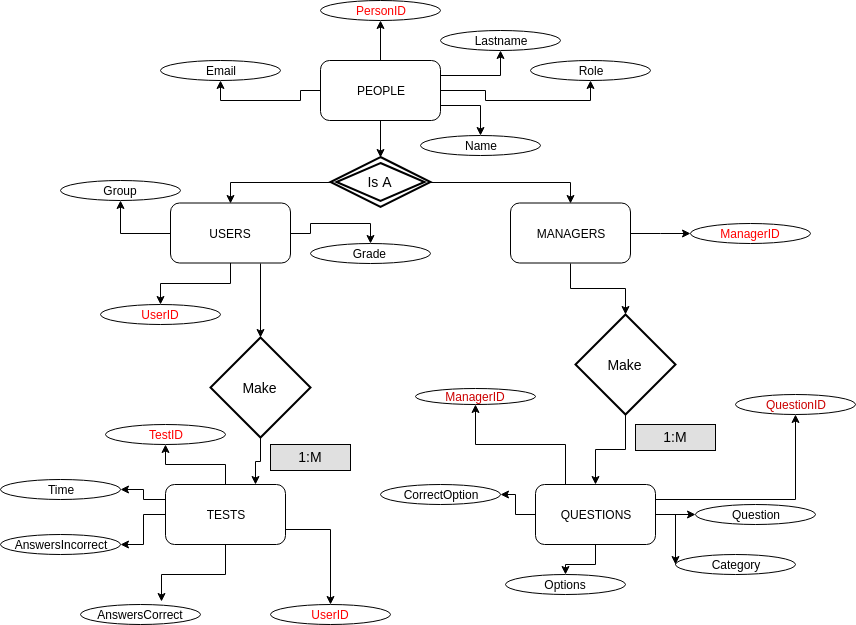 PersonID
Lastname
Email
Role
PEOPLE
Name
Is A
Group
USERS
MANAGERS
ManagerID
Grade
UserID
Make
Make
ManagerID
QuestionID
TestID
1:M
1:M
Time
CorrectOption
TESTS
QUESTIONS
Question
AnswersIncorrect
Category
Options
AnswersCorrect
UserID